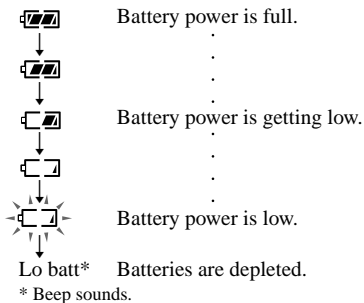 Battery power is full.
Battery power is getting low.
Battery power is low.
Lo batt* Batteries are depleted.
* Beep sounds.